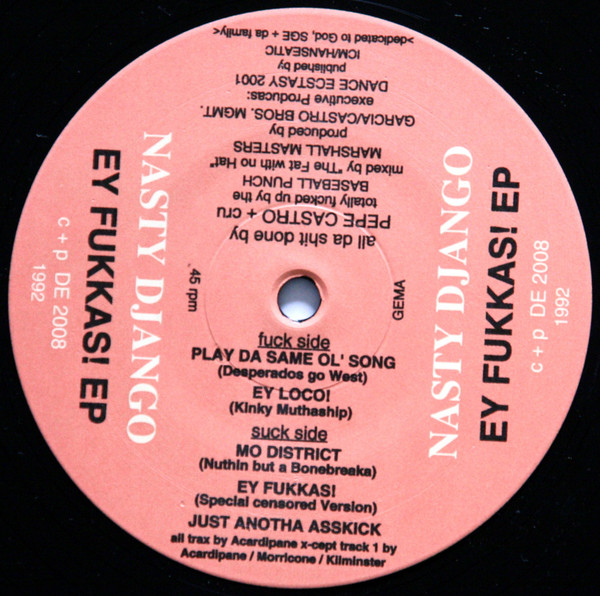 NASTY DJANGO
EY FUKKAS! EP
c + p DE 2008
1992
NASTY DJANGO
EY FUKKAS! EP
c + p DE 2008
1992
all da shit done by
PEPE CASTRO + cru
totally fucked up by the
BASEBALL PUNCH
mixed by "The Fat with no Hat"
MARSHALL MASTERS
produced by
GARCIA/CASTRO BROS. MGMT.
executive Producas:
DANCE ECSTASY 2001
published by
ICM/HANSEATIC
>dedicated to God, SGE + da family<
45 rpm
GEMA
fuck side
PLAY DA SAME OL' SONG
(Desperados go West)
EY LOCO!
(Kinky Muthaship)
suck side
MO DISTRICT
(Nuthin but a Bonebreaka)
EY FUKKAS!
(Special censored Version)
JUST ANOTHA ASSKICK
all trax by Acardipane x-cept track 1 by
Acardipane / Morricone / Kilminster